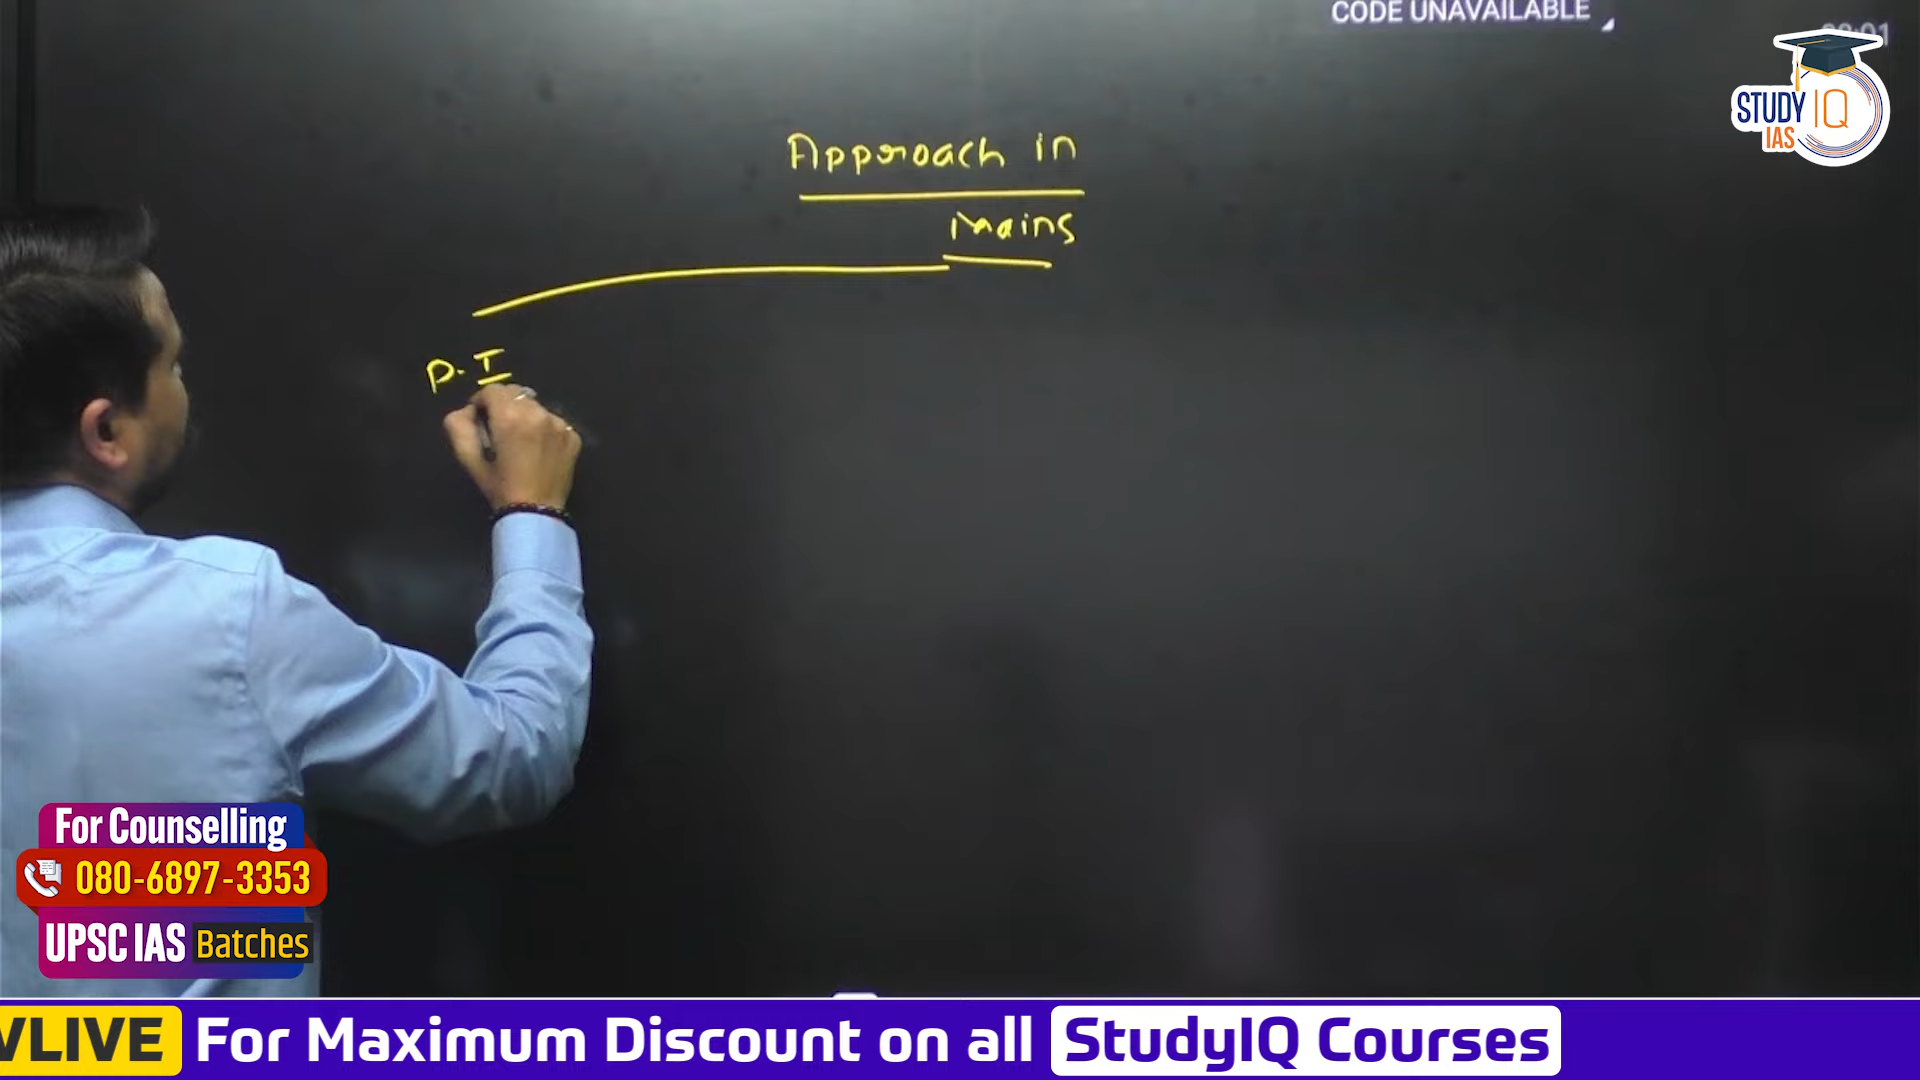 CODE UNAVAILABLE
STUDY IQ
IAS
Approach in
Mains
P. I
For Counselling
080-6897-3353
UPSC IAS Batches
VLIVE For Maximum Discount on all StudyIQ Courses